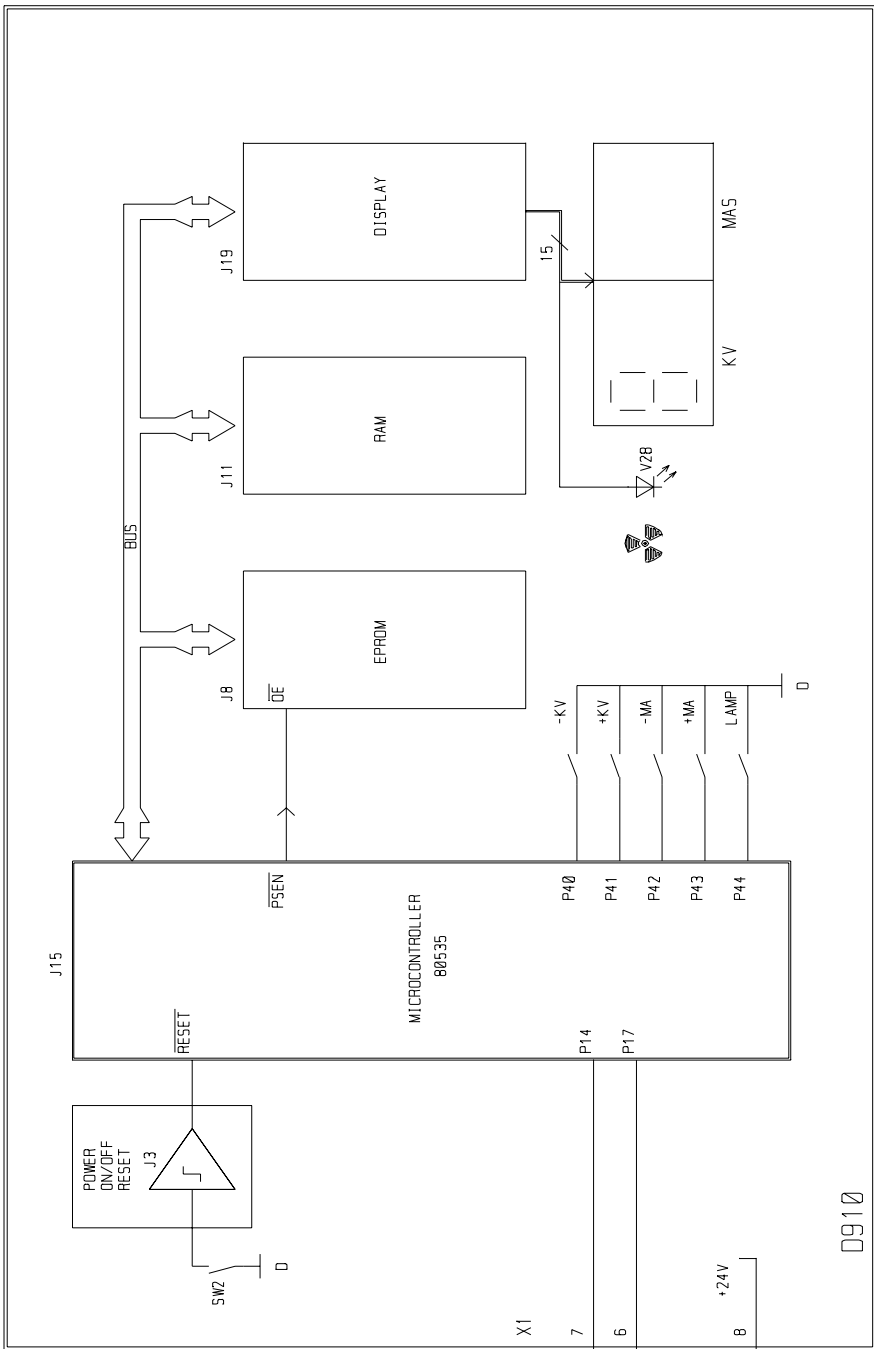 POWER
ON/OFF
RESET
J3
SW2
D
J15
RESET
PSEN
MICROCONTROLLER
80535
P14
P17
P40
P41
P42
P43
P44
BUS
J8
OE
EPROM
J11
RAM
J19
DISPLAY
15
-KV
+KV
-MA
+MA
LAMP
D
V28
KV
MAS
X1
7
6
8
+24V
D910